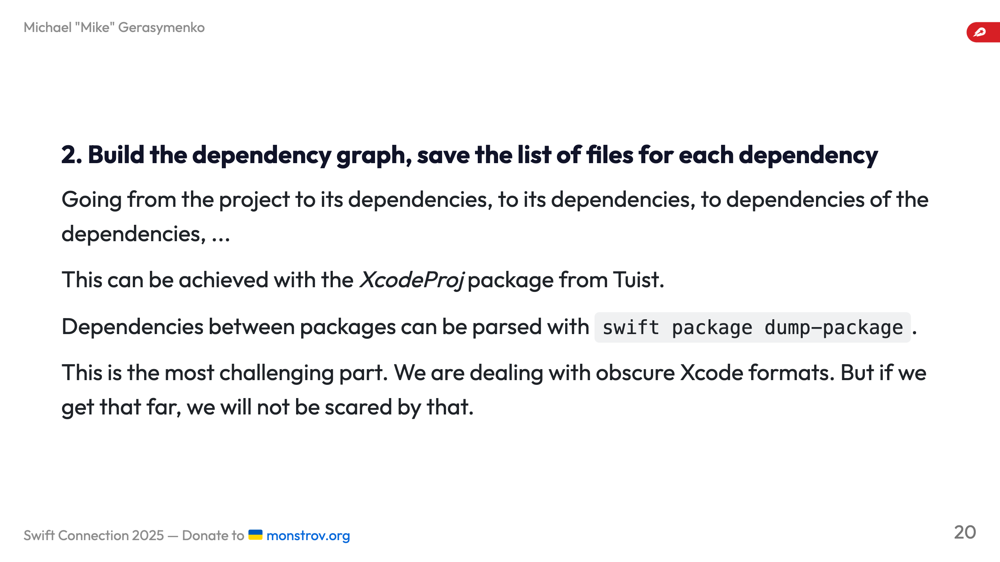 Michael "Mike" Gerasymenko
2. Build the dependency graph, save the list of files for each dependency
Going from the project to its dependencies, to its dependencies, to dependencies of the
dependencies, ...
This can be achieved with the XcodeProj package from Tuist.
Dependencies between packages can be parsed with swift package dump-package.
This is the most challenging part. We are dealing with obscure Xcode formats. But if we
get that far, we will not be scared by that.
Swift Connection 2025 — Donate to 🇺🇦 monstrov.org
20